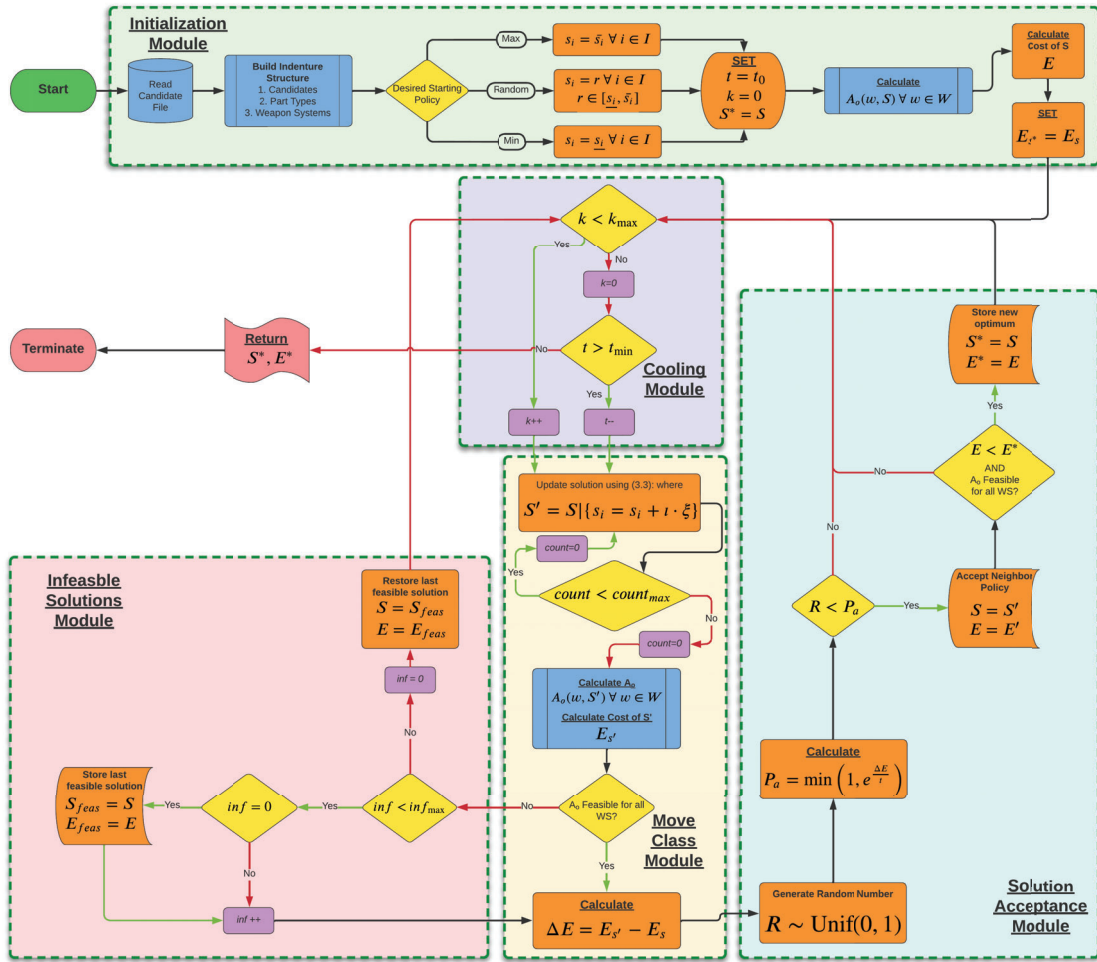 Initialization
Module
Start
Read
Candidate
File
Build Indenture
Structure
1. Candidates
2. Part Types
3. Weapon Systems
Desired Starting
Policy
Max
Random
Min
s_i = s̄_i ∀ i ∈ I
s_i = r ∀ i ∈ I
r ∈ [s̲_i, s̄_i]
s_i = s̲_i ∀ i ∈ I
SET
t = t_0
k = 0
S* = S
Calculate
A_o(w, S) ∀ w ∈ W
Calculate
Cost of S
E
SET
E_{s*} = E_s
k < k_max
Yes
No
k=0
t > t_min
No
Yes
k++
t--
Cooling
Module
Return
S*, E*
Terminate
Update solution using (3.3): where
S' = S|{s_i = s_i + ι · ξ}
count=0
Yes
count < count_max
No
count=0
Calculate A_o
A_o(w, S') ∀ w ∈ W
Calculate Cost of S'
E_{s'}
A_o Feasible for all
WS?
No
Yes
Move
Class
Module
Calculate
ΔE = E_{s'} − E_s
Infeasble
Solutions
Module
Restore last
feasible solution
S = S_feas
E = E_feas
inf = 0
No
inf < inf_max
Yes
inf = 0
Yes
No
Store last
feasible solution
S_feas = S
E_feas = E
inf ++
Store new
optimum
S* = S
E* = E
Yes
E < E*
AND
A_o Feasible
for all WS?
No
No
R < P_a
Yes
Accept Neighbor
Policy
S = S'
E = E'
Calculate
P_a = min (1, e^{ΔE/t})
Generate Random Number
R ∼ Unif(0, 1)
Solution
Acceptance
Module